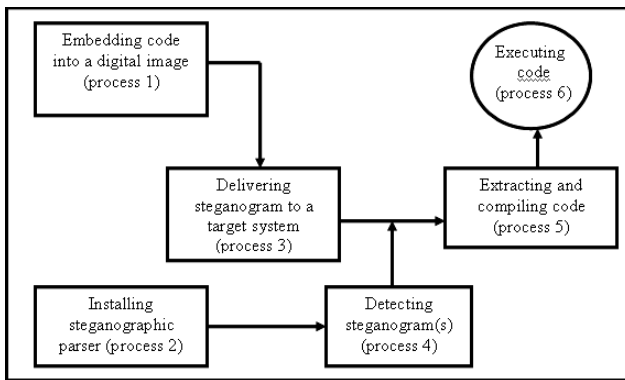 Embedding code
into a digital image
(process 1)
Executing
code
(process 6)
Delivering
steganogram to a
target system
(process 3)
Extracting and
compiling code
(process 5)
Installing
steganographic
parser (process 2)
Detecting
steganogram(s)
(process 4)